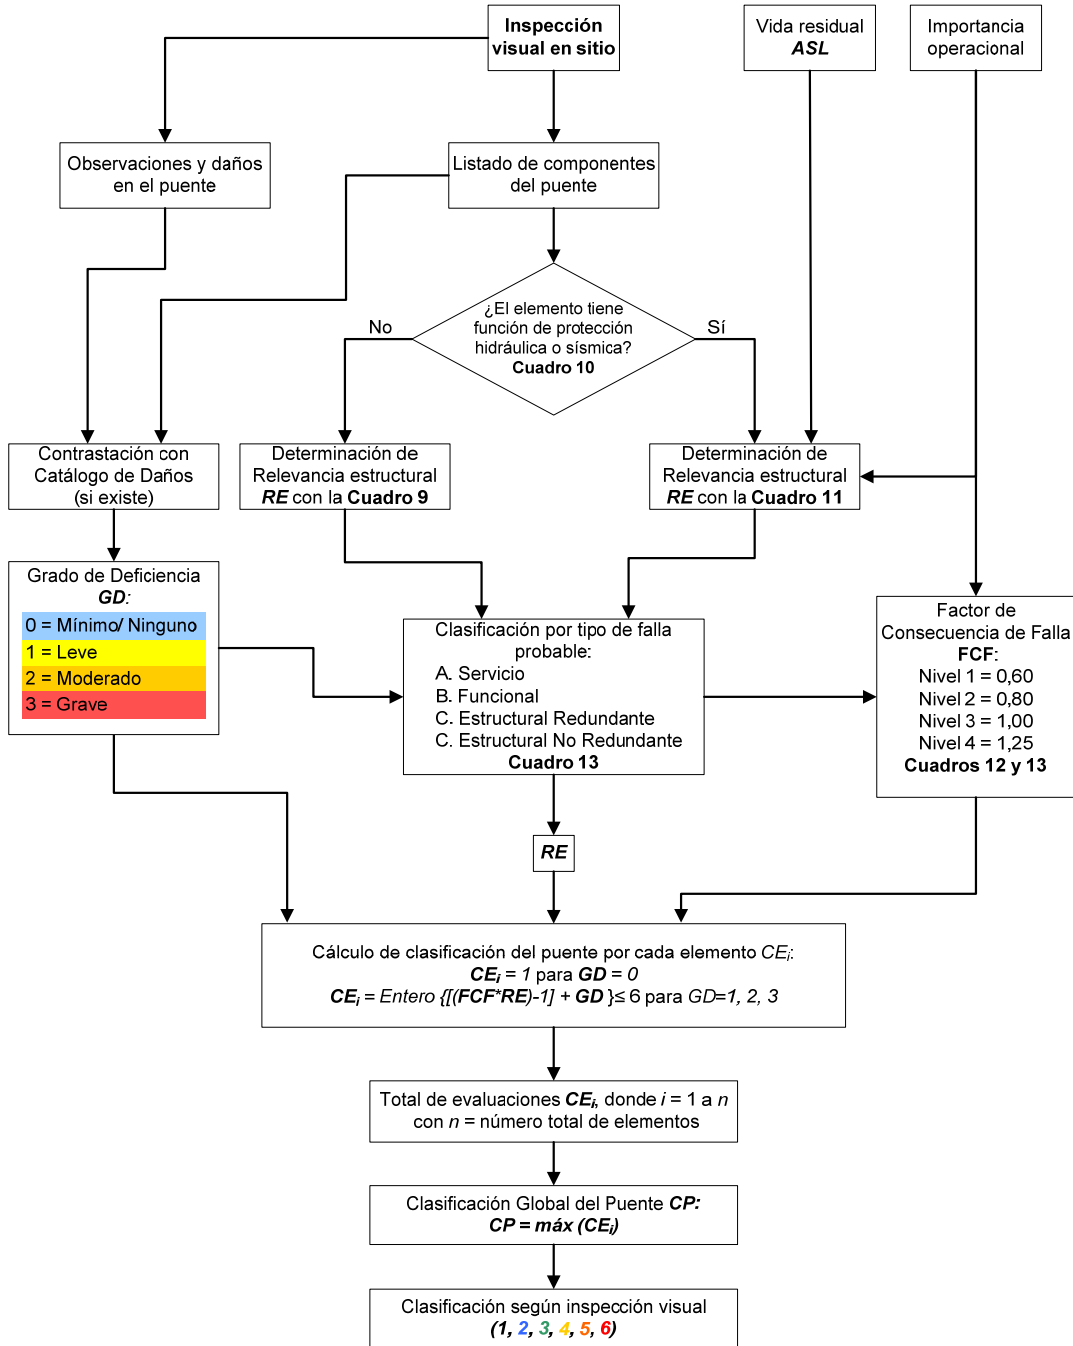 Inspección
visual en sitio
Vida residual
ASL
Importancia
operacional
Observaciones y daños
en el puente
Listado de componentes
del puente
¿El elemento tiene
función de protección
hidráulica o sísmica?
Cuadro 10
No
Sí
Contrastación con
Catálogo de Daños
(si existe)
Determinación de
Relevancia estructural
RE con la Cuadro 9
Determinación de
Relevancia estructural
RE con la Cuadro 11
Grado de Deficiencia
GD:
0 = Mínimo/ Ninguno
1 = Leve
2 = Moderado
3 = Grave
Clasificación por tipo de falla
probable:
A. Servicio
B. Funcional
C. Estructural Redundante
C. Estructural No Redundante
Cuadro 13
Factor de
Consecuencia de Falla
FCF:
Nivel 1 = 0,60
Nivel 2 = 0,80
Nivel 3 = 1,00
Nivel 4 = 1,25
Cuadros 12 y 13
RE
Cálculo de clasificación del puente por cada elemento CEi:
CEi = 1 para GD = 0
CEi = Entero {[(FCF*RE)-1] + GD }≤ 6 para GD=1, 2, 3
Total de evaluaciones CEi, donde i = 1 a n
con n = número total de elementos
Clasificación Global del Puente CP:
CP = máx (CEi)
Clasificación según inspección visual
(1, 2, 3, 4, 5, 6)